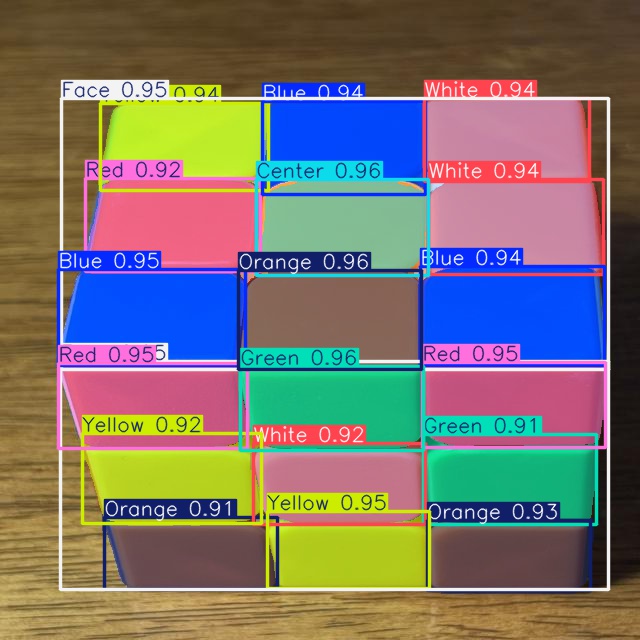 Face 0.95
Yellow 0.94
Blue 0.94
White 0.94
Red 0.92
Center 0.96
White 0.94
Blue 0.95
Orange 0.96
Blue 0.94
Red 0.95
5
Green 0.96
Red 0.95
Yellow 0.92
White 0.92
Green 0.91
Orange 0.91
Yellow 0.95
Orange 0.93